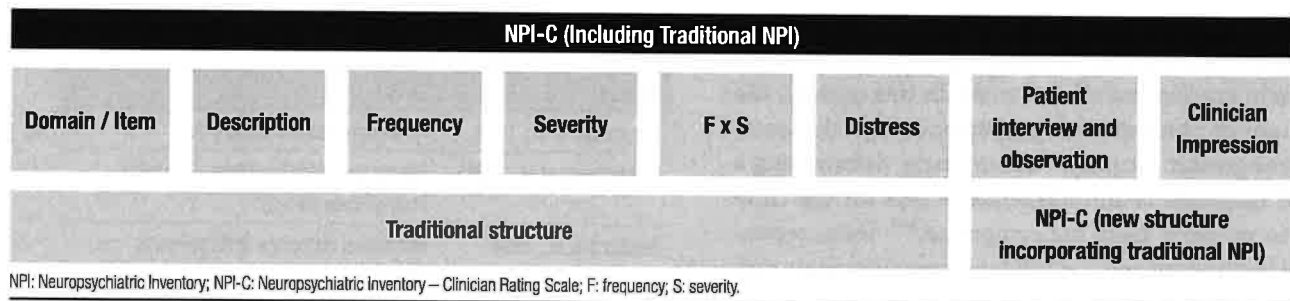 NPI-C (Including Traditional NPI)
Domain / Item
Description
Frequency
Severity
F x S
Distress
Patient
interview and
observation
Clinician
Impression
Traditional structure
NPI-C (new structure
incorporating traditional NPI)
NPI: Neuropsychiatric Inventory; NPI-C: Neuropsychiatric Inventory – Clinician Rating Scale; F: frequency; S: severity.